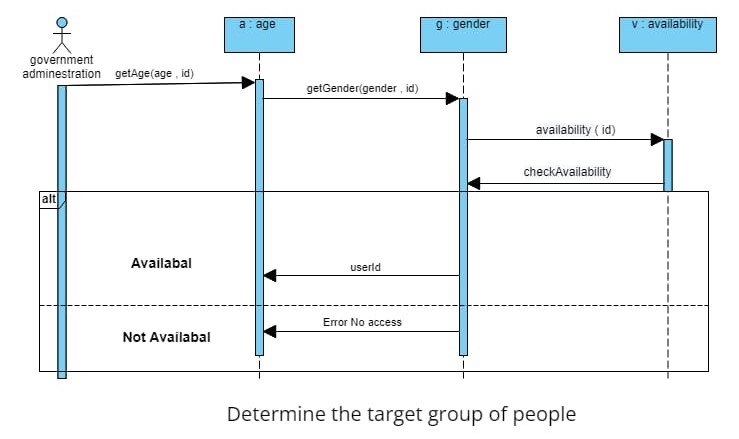 a : age
g : gender
v : availability
government
adminestration
getAge(age , id)
getGender(gender , id)
availability ( id)
checkAvailability
alt
Availabal
userId
Error No access
Not Availabal
Determine the target group of people